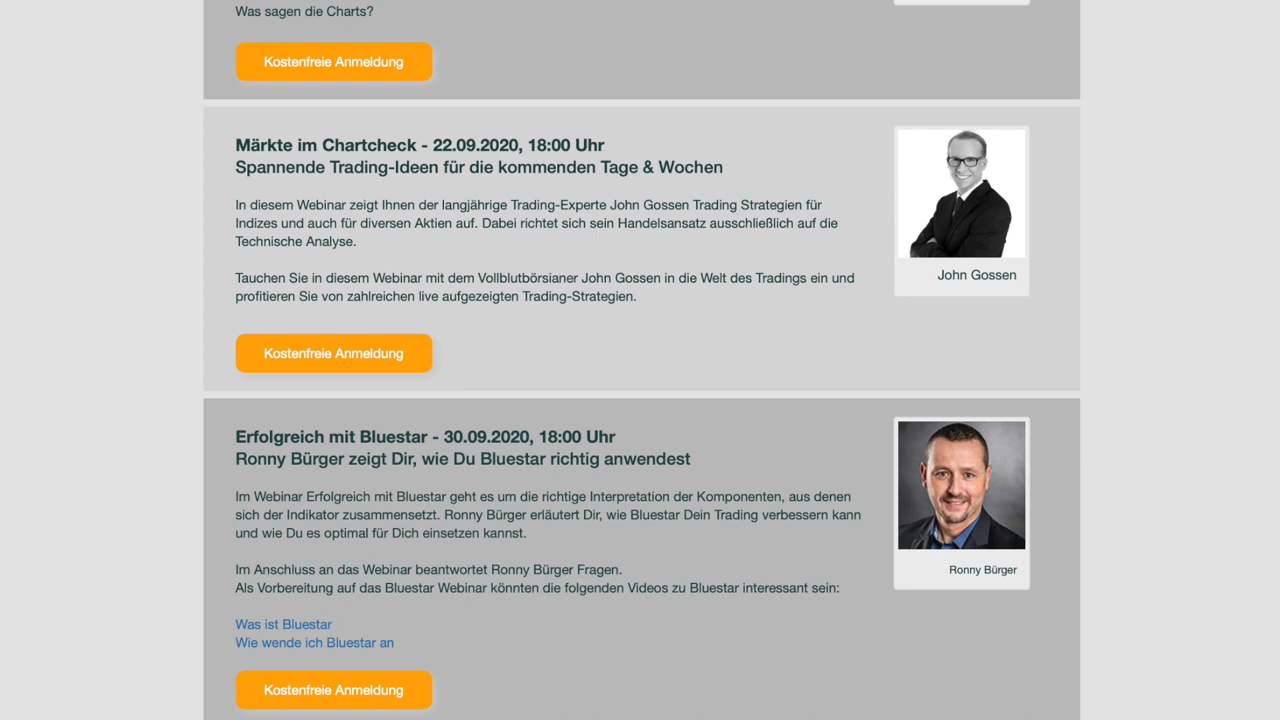 Was sagen die Charts?
Kostenfreie Anmeldung
Märkte im Chartcheck - 22.09.2020, 18:00 Uhr
Spannende Trading-Ideen für die kommenden Tage & Wochen
In diesem Webinar zeigt Ihnen der langjährige Trading-Experte John Gossen Trading Strategien für
Indizes und auch für diversen Aktien auf. Dabei richtet sich sein Handelsansatz ausschließlich auf die
Technische Analyse.
Tauchen Sie in diesem Webinar mit dem Vollblutbörsianer John Gossen in die Welt des Tradings ein und
profitieren Sie von zahlreichen live aufgezeigten Trading-Strategien.
John Gossen
Kostenfreie Anmeldung
Erfolgreich mit Bluestar - 30.09.2020, 18:00 Uhr
Ronny Bürger zeigt Dir, wie Du Bluestar richtig anwendest
Im Webinar Erfolgreich mit Bluestar geht es um die richtige Interpretation der Komponenten, aus denen
sich der Indikator zusammensetzt. Ronny Bürger erläutert Dir, wie Bluestar Dein Trading verbessern kann
und wie Du es optimal für Dich einsetzen kannst.
Im Anschluss an das Webinar beantwortet Ronny Bürger Fragen.
Als Vorbereitung auf das Bluestar Webinar könnten die folgenden Videos zu Bluestar interessant sein:
Ronny Bürger
Was ist Bluestar
Wie wende ich Bluestar an
Kostenfreie Anmeldung